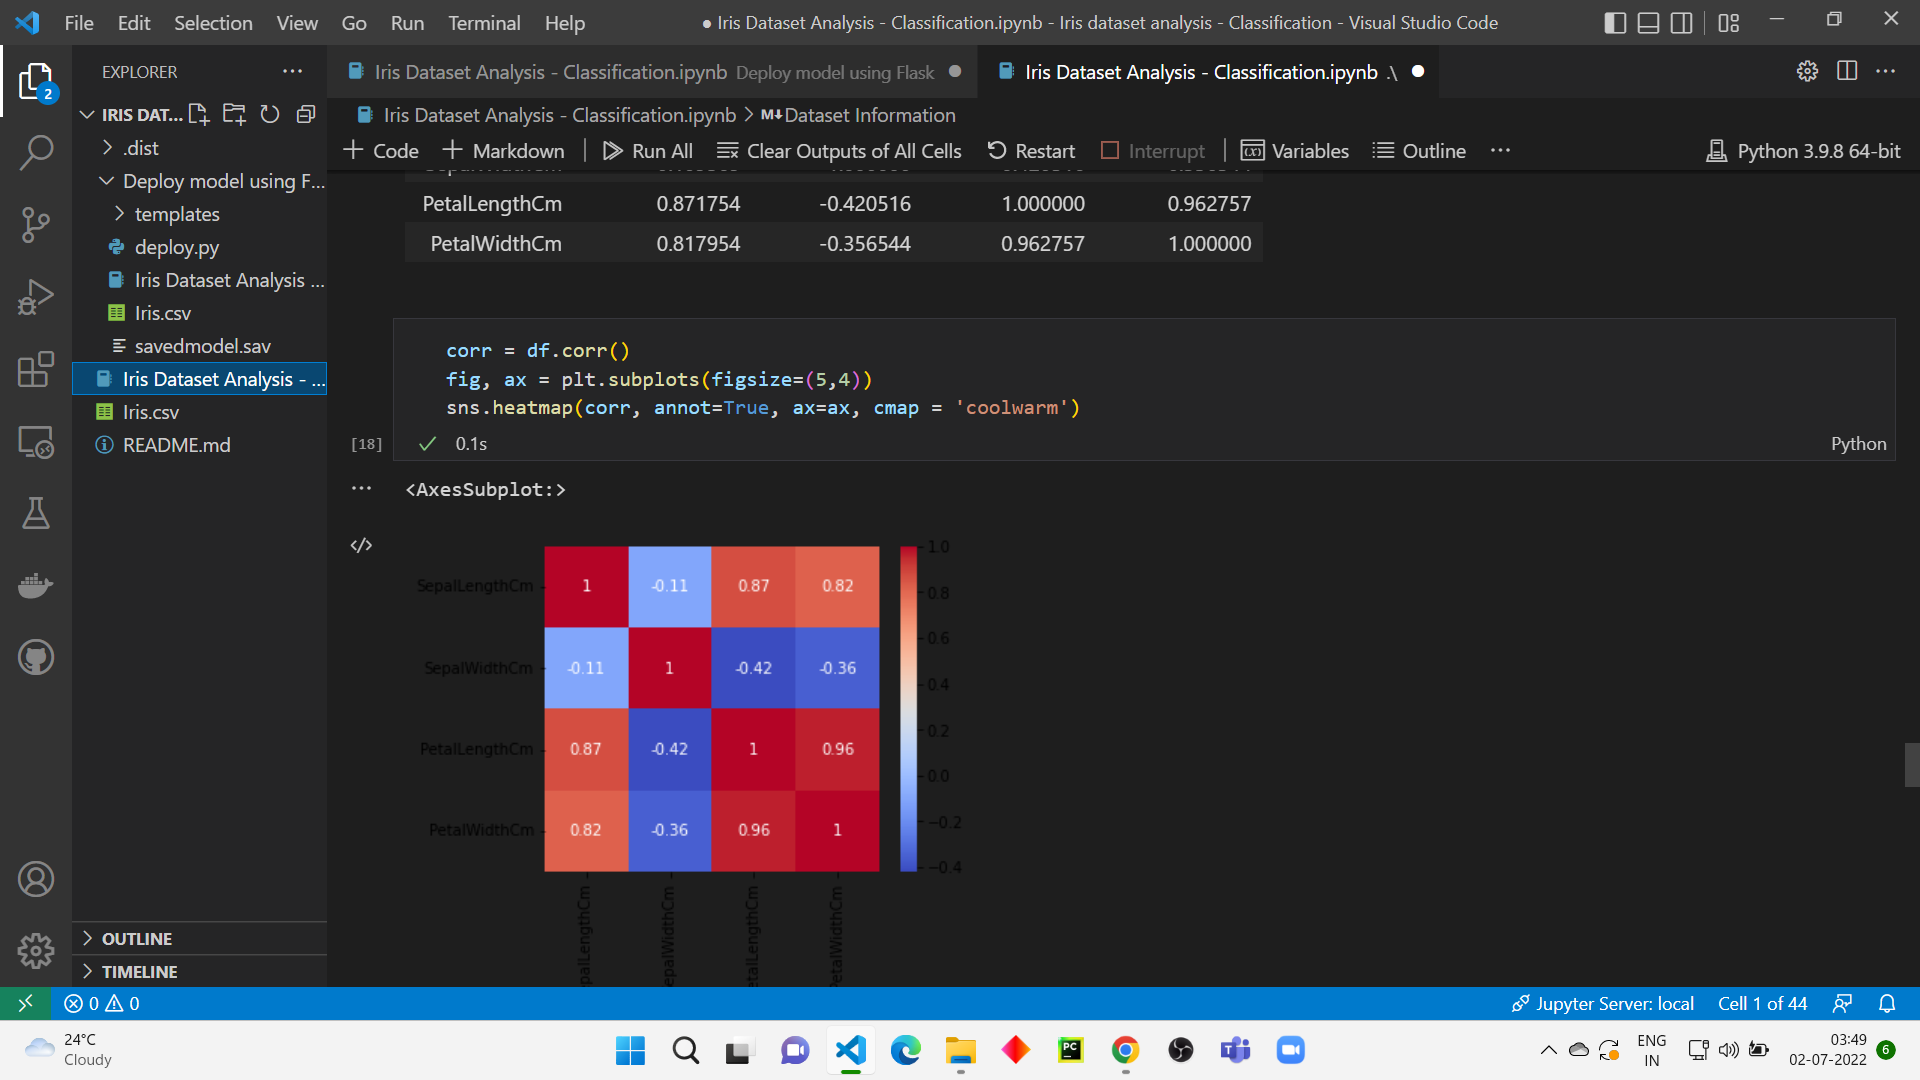 File Edit Selection View Go Run Terminal Help
● Iris Dataset Analysis - Classification.ipynb - Iris dataset analysis - Classification - Visual Studio Code
EXPLORER
Iris Dataset Analysis - Classification.ipynb Deploy model using Flask
Iris Dataset Analysis - Classification.ipynb .\
2
IRIS DAT...
.dist
Deploy model using F...
templates
deploy.py
Iris Dataset Analysis ...
Iris.csv
savedmodel.sav
Iris Dataset Analysis - ...
Iris.csv
README.md
OUTLINE
TIMELINE
Iris Dataset Analysis - Classification.ipynb > M↓Dataset Information
+ Code + Markdown Run All Clear Outputs of All Cells Restart Interrupt Variables Outline ... Python 3.9.8 64-bit
PetalLengthCm 0.871754 -0.420516 1.000000 0.962757
PetalWidthCm 0.817954 -0.356544 0.962757 1.000000
corr = df.corr()
fig, ax = plt.subplots(figsize=(5,4))
sns.heatmap(corr, annot=True, ax=ax, cmap = 'coolwarm')
[18] ✓ 0.1s Python
... <AxesSubplot:>
</>
SepalLengthCm 1 -0.11 0.87 0.82
SepalWidthCm -0.11 1 -0.42 -0.36
PetalLengthCm 0.87 -0.42 1 0.96
PetalWidthCm 0.82 -0.36 0.96 1
1.0
0.8
0.6
0.4
0.2
0.0
−0.2
−0.4
PetalWidthCm
0 0
Jupyter Server: local Cell 1 of 44
24°C
Cloudy
PC
ENG
IN
03:49
02-07-2022
6